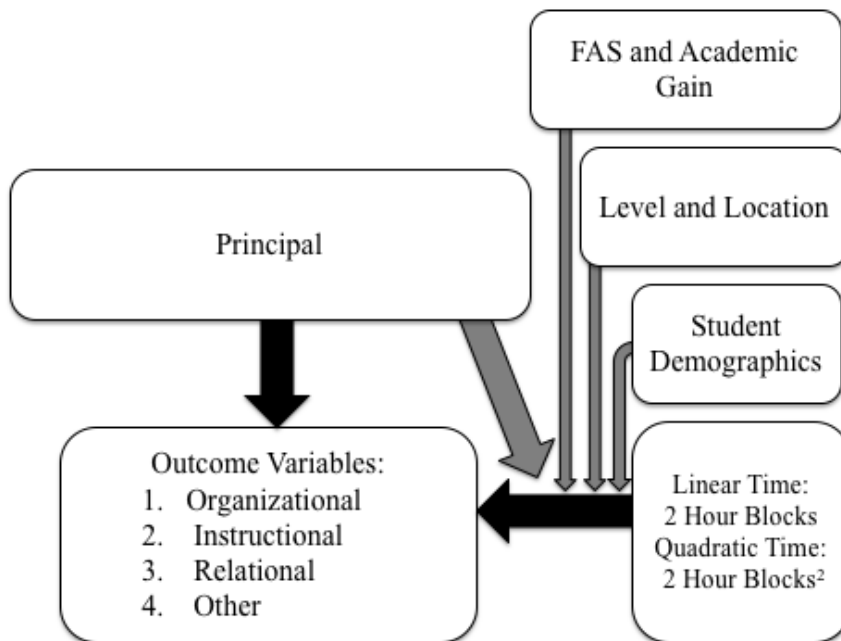 FAS and Academic
Gain
Level and Location
Principal
Student
Demographics
Outcome Variables:
1. Organizational
2. Instructional
3. Relational
4. Other
Linear Time:
2 Hour Blocks
Quadratic Time:
2 Hour Blocks²